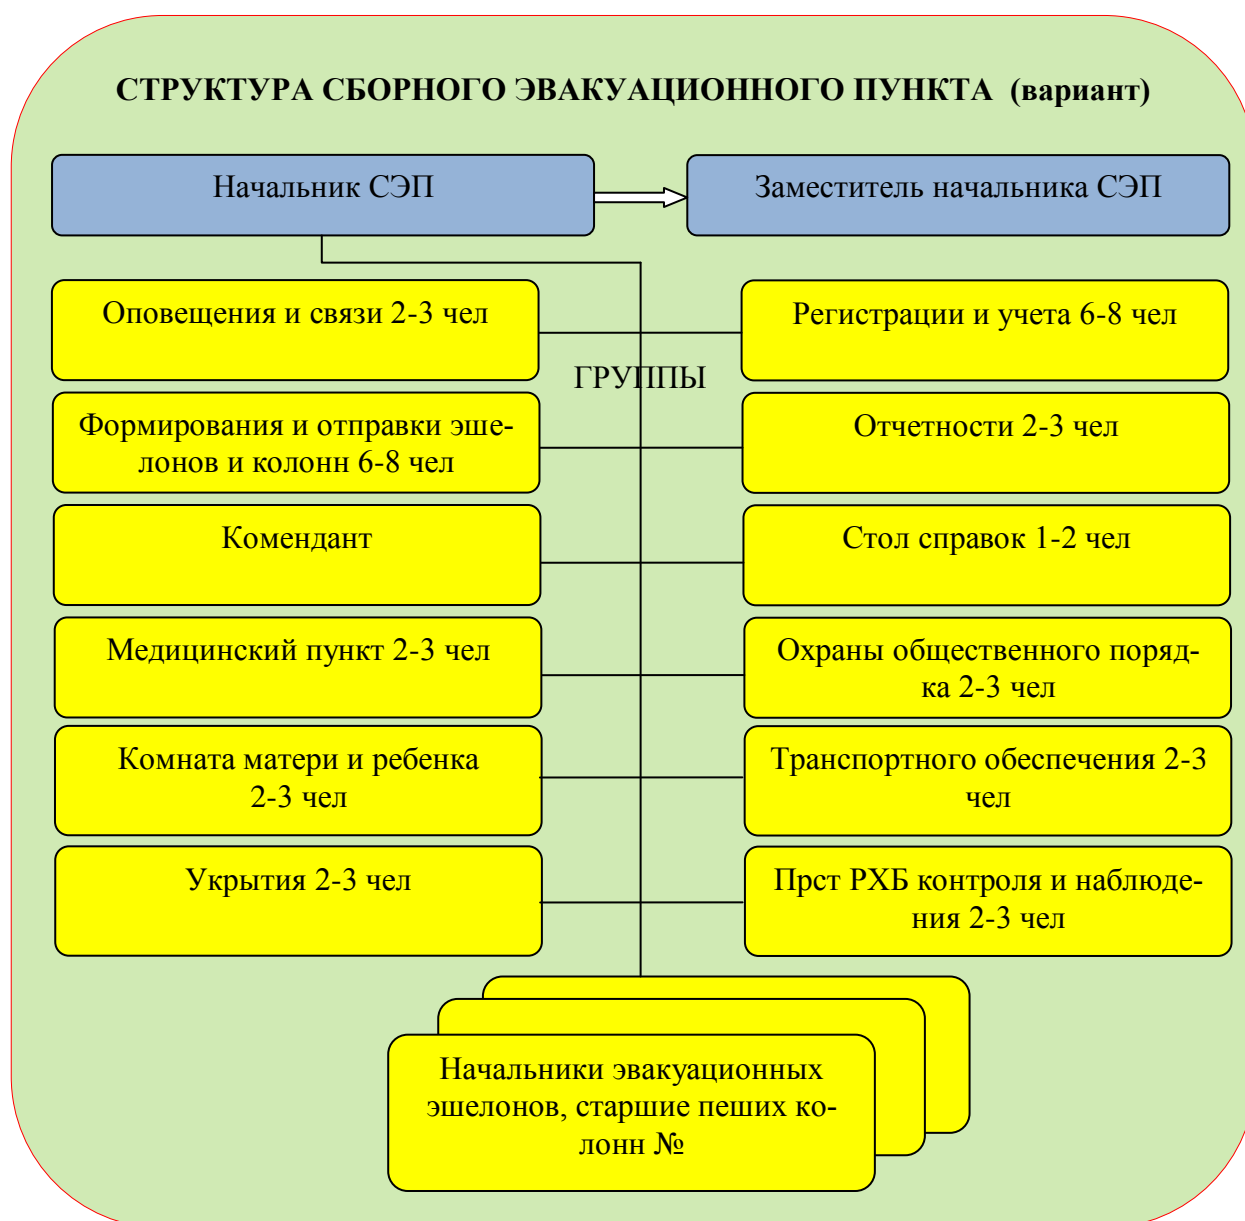 СТРУКТУРА СБОРНОГО ЭВАКУАЦИОННОГО ПУНКТА (вариант)
Начальник СЭП
Заместитель начальника СЭП
Оповещения и связи 2-3 чел
Регистрации и учета 6-8 чел
ГРУППЫ
Формирования и отправки эше-
лонов и колонн 6-8 чел
Отчетности 2-3 чел
Комендант
Стол справок 1-2 чел
Медицинский пункт 2-3 чел
Охраны общественного поряд-
ка 2-3 чел
Комната матери и ребенка
2-3 чел
Транспортного обеспечения 2-3
чел
Укрытия 2-3 чел
Прст РХБ контроля и наблюде-
ния 2-3 чел
Начальники эвакуационных
эшелонов, старшие пеших ко-
лонн №